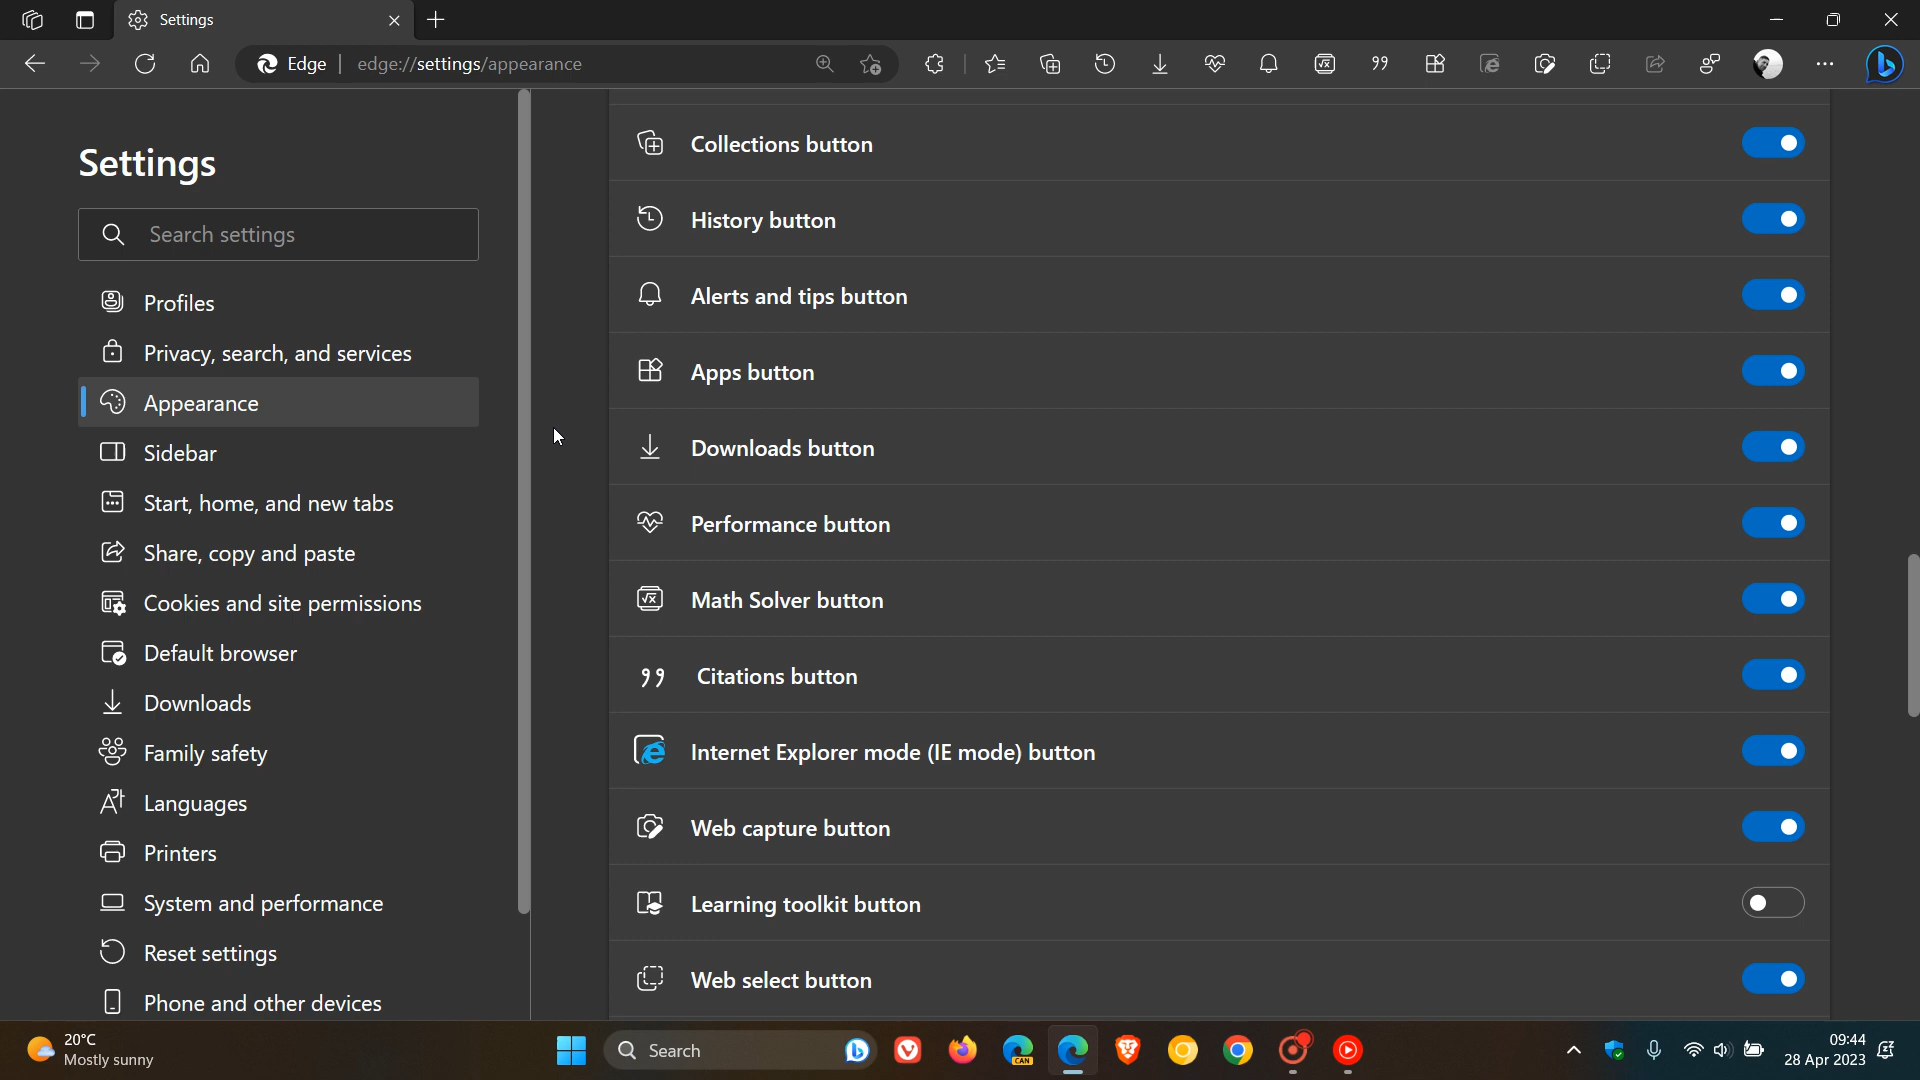 Settings
Edge
edge://settings/appearance
Settings
Search settings
Profiles
Privacy, search, and services
Appearance
Sidebar
Start, home, and new tabs
Share, copy and paste
Cookies and site permissions
Default browser
Downloads
Family safety
Languages
Printers
System and performance
Reset settings
Phone and other devices
Collections button
History button
Alerts and tips button
Apps button
Downloads button
Performance button
Math Solver button
Citations button
Internet Explorer mode (IE mode) button
Web capture button
Learning toolkit button
Web select button
20°C
Mostly sunny
Search
CAN
09:44
28 Apr 2023